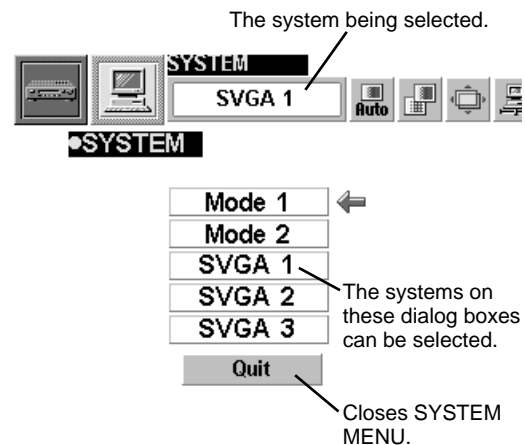 The system being selected.
SYSTEM
SVGA 1
Auto
●SYSTEM
Mode 1
Mode 2
SVGA 1
SVGA 2
SVGA 3
The systems on
these dialog boxes
can be selected.
Quit
Closes SYSTEM
MENU.